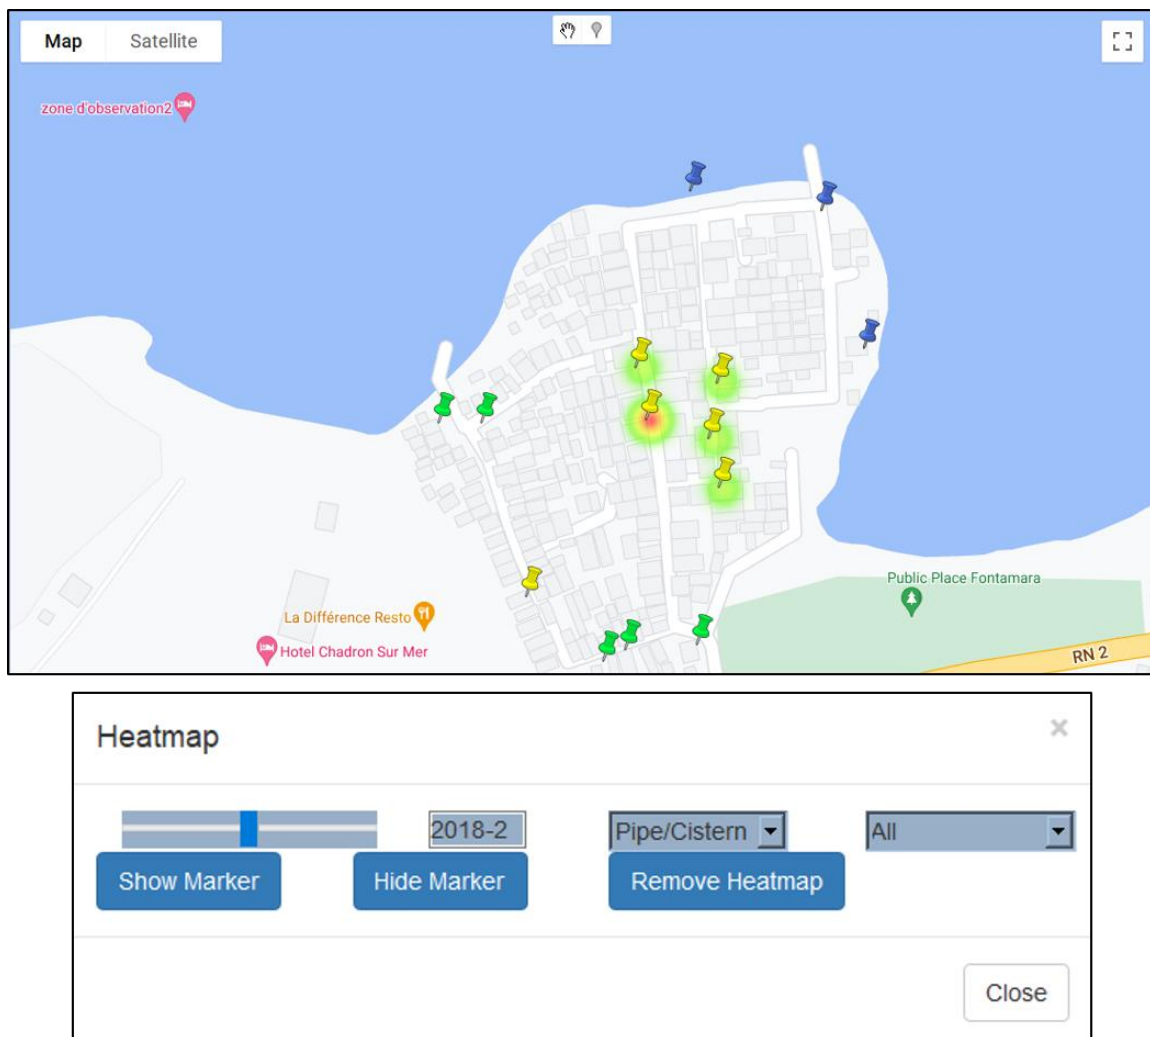 Map Satellite
zone d'observation2
Public Place Fontamara
La Différence Resto
Hotel Chadron Sur Mer
RN 2
Heatmap
×
2018-2 Pipe/Cistern All
Show Marker Hide Marker Remove Heatmap
Close